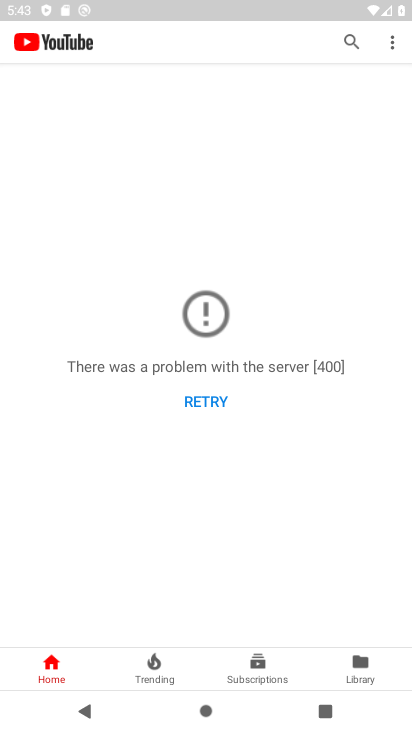 5:43
YouTube
There was a problem with the server [400]
RETRY
Home
Trending
Subscriptions
Library